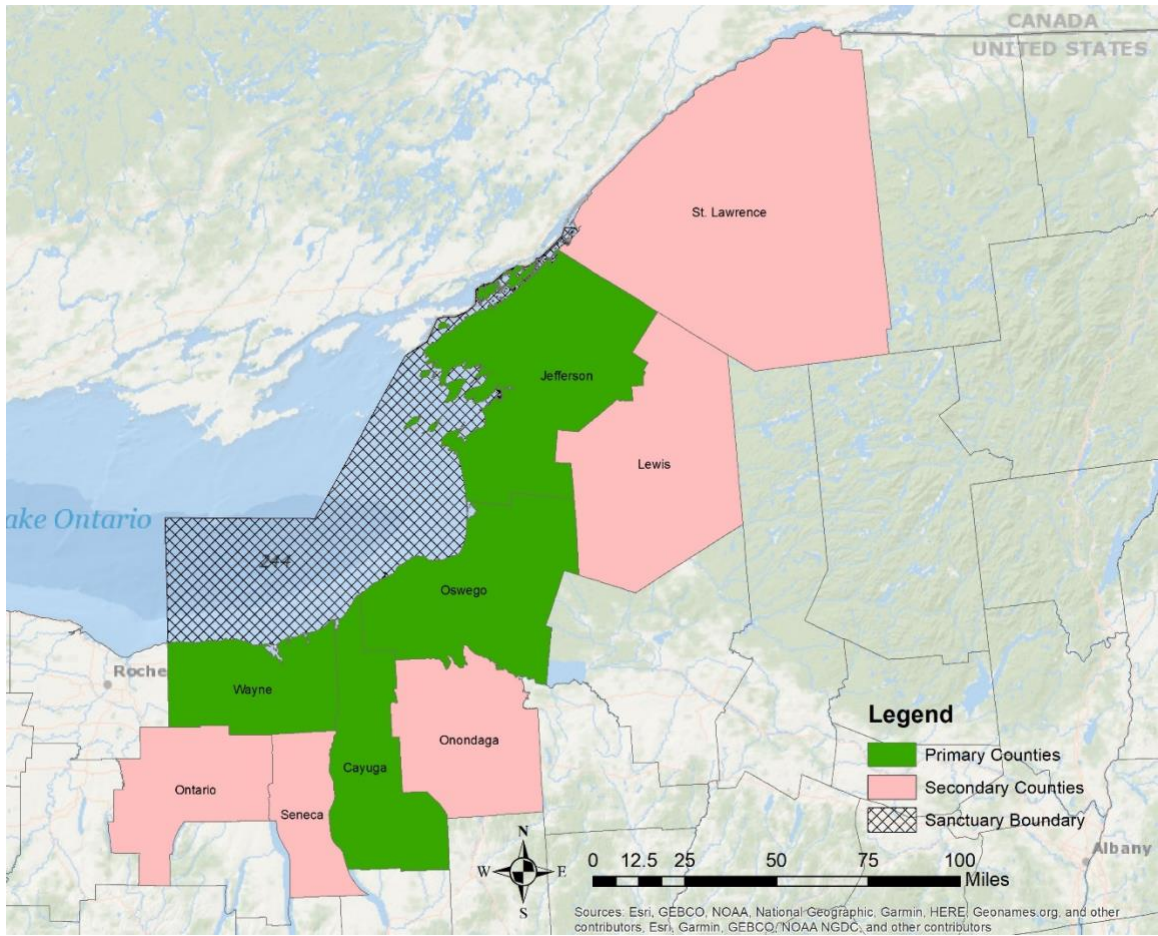 CANADA
UNITED STATES
St. Lawrence
Jefferson
Lewis
ake Ontario
244
Oswego
Roche
Wayne
Onondaga
Cayuga
Ontario
Seneca
Legend
Primary Counties
Secondary Counties
Sanctuary Boundary
Albany
N
W E
S
0 12.5 25 50 75 100
Miles
Sources: Esri, GEBCO, NOAA, National Geographic, Garmin, HERE, Geonames.org, and other
contributors, Esri, Garmin, GEBCO, NOAA NGDC, and other contributors